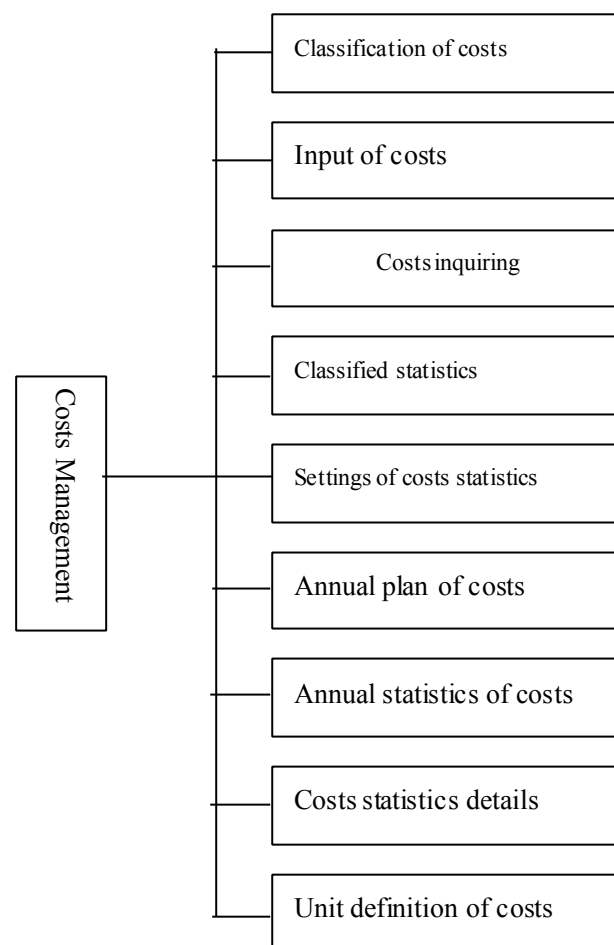 Classification of costs
Input of costs
Costs inquiring
Classified statistics
Costs Management
Settings of costs statistics
Annual plan of costs
Annual statistics of costs
Costs statistics details
Unit definition of costs